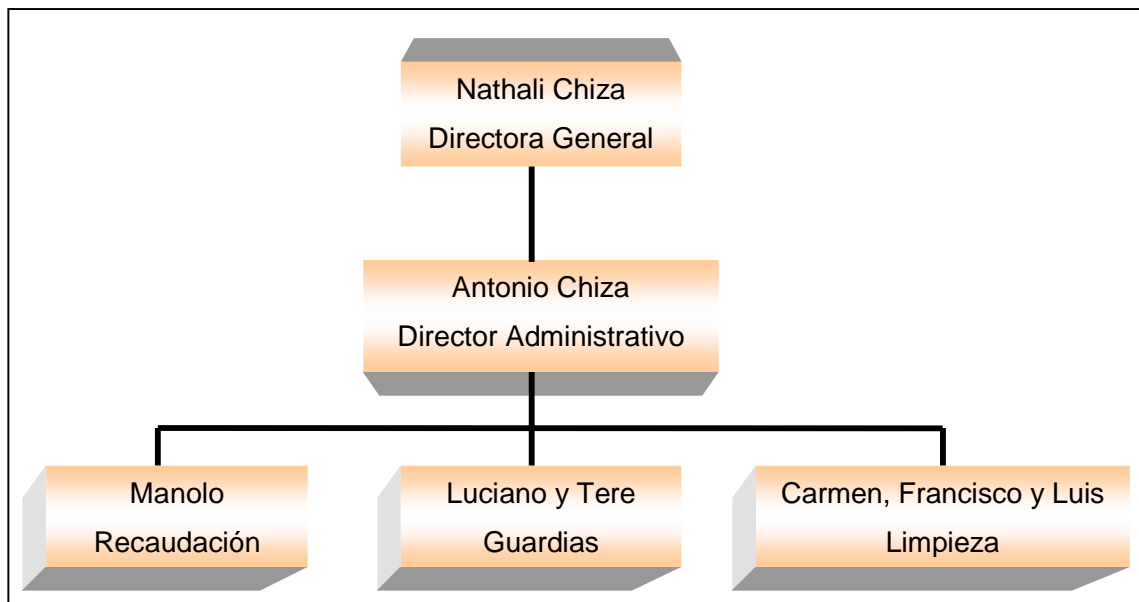 Nathali Chiza
Directora General
Antonio Chiza
Director Administrativo
Manolo
Recaudación
Luciano y Tere
Guardias
Carmen, Francisco y Luis
Limpieza